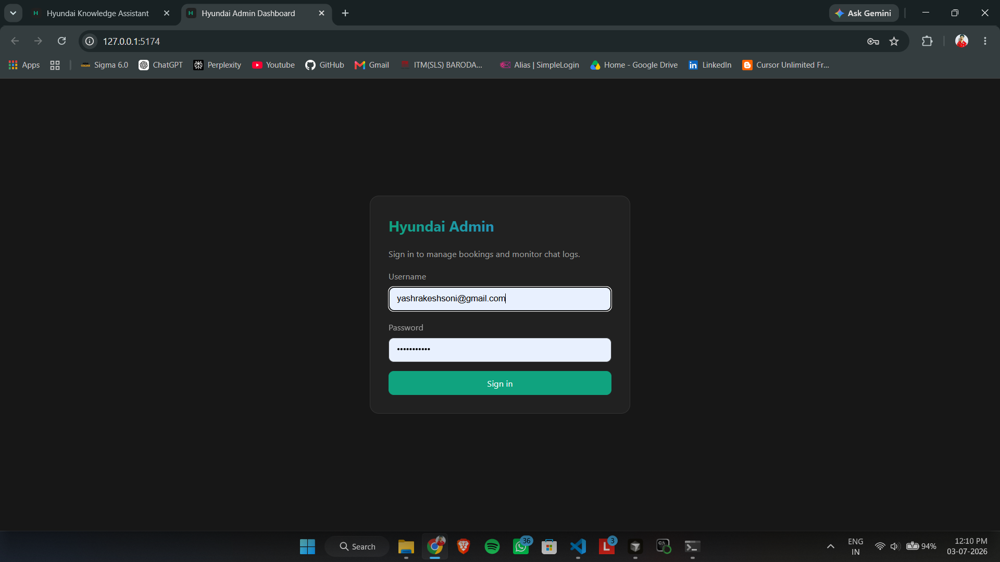 H Hyundai Knowledge Assistant
H Hyundai Admin Dashboard
Ask Gemini
127.0.0.1:5174
Apps
Sigma 6.0
ChatGPT
Perplexity
Youtube
GitHub
Gmail
ITM(SLS) BARODA...
Alias | SimpleLogin
Home - Google Drive
in LinkedIn
Cursor Unlimited Fr...
Hyundai Admin
Sign in to manage bookings and monitor chat logs.
Username
yashrakeshsoni@gmail.com
Password
•••••••••••
Sign in
Search
36
L 3
ENG
IN
94%
12:10 PM
03-07-2026